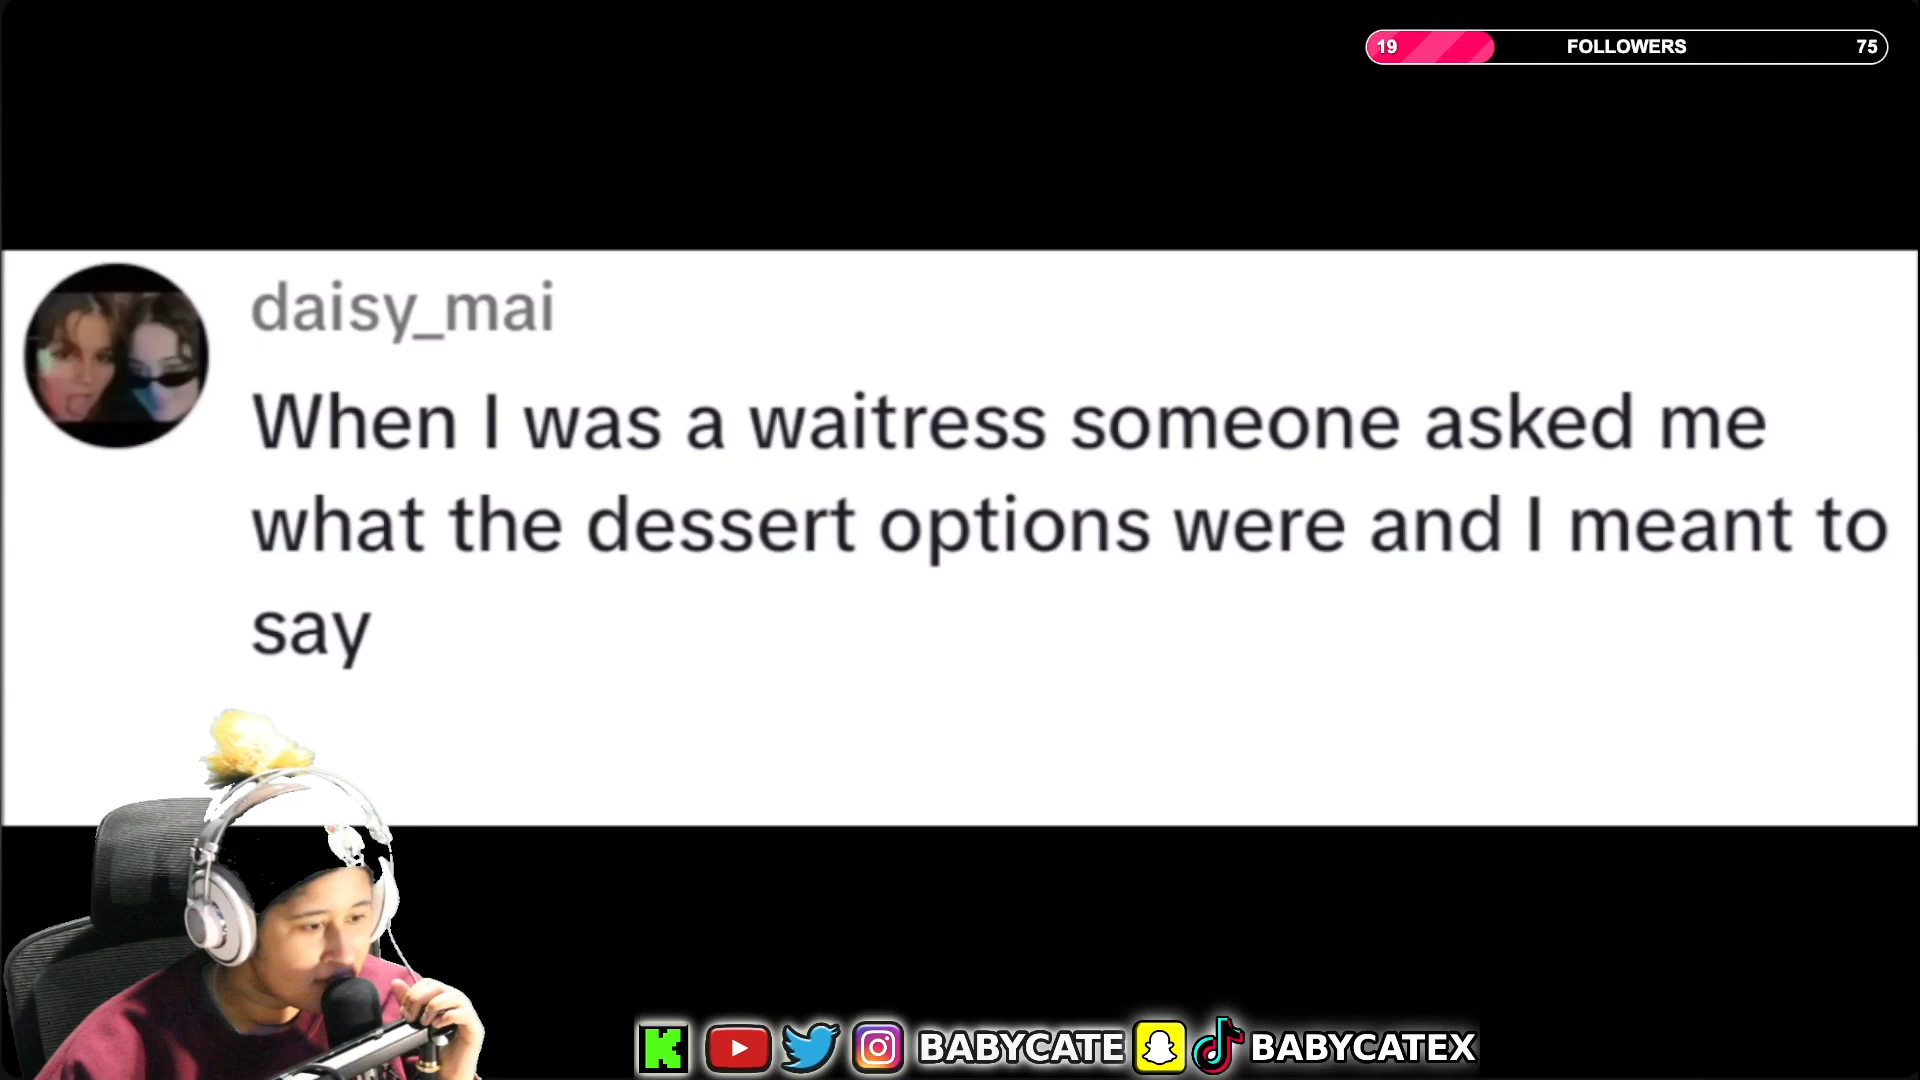 19 FOLLOWERS 75
daisy_mai
When I was a waitress someone asked me
what the dessert options were and I meant to
say
BABYCATE BABYCATEX